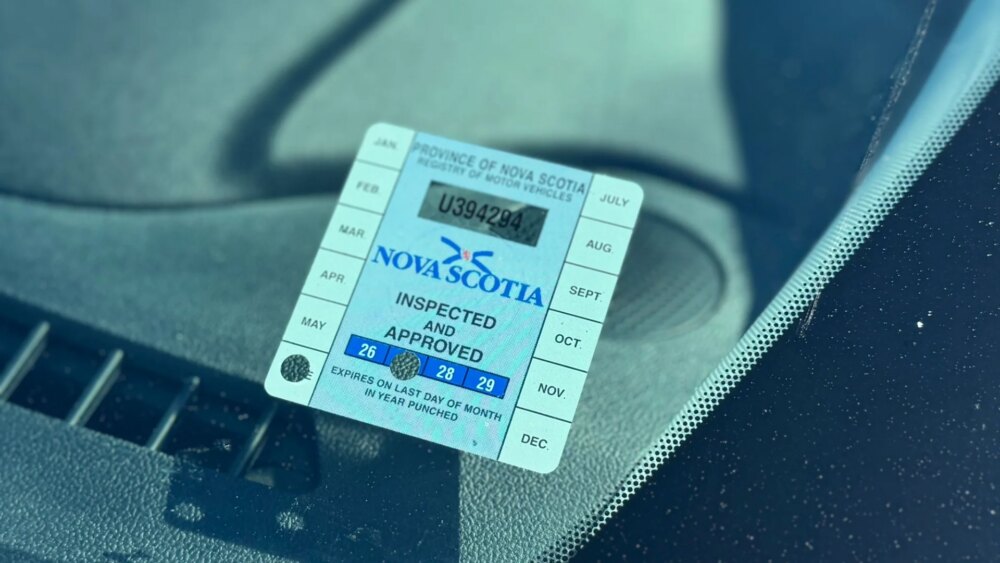 PROVINCE OF NOVA SCOTIA
REGISTRY OF MOTOR VEHICLES
U394294
NOVA SCOTIA
INSPECTED
AND
APPROVED
26 28 29
EXPIRES ON LAST DAY OF MONTH
IN YEAR PUNCHED
JAN.
FEB.
MAR
APR.
MAY
JULY
AUG.
SEPT.
OCT.
NOV.
DEC.